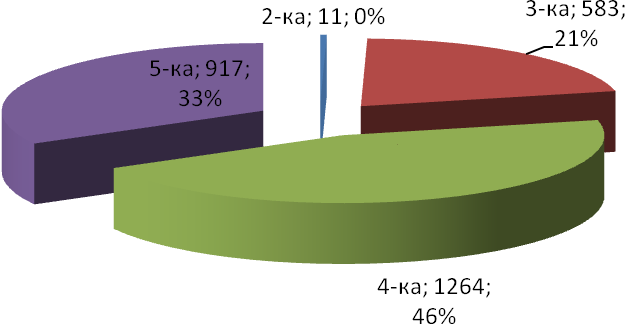 2-ка; 11; 0%
3-ка; 583;
21%
5-ка; 917;
33%
4-ка; 1264;
46%